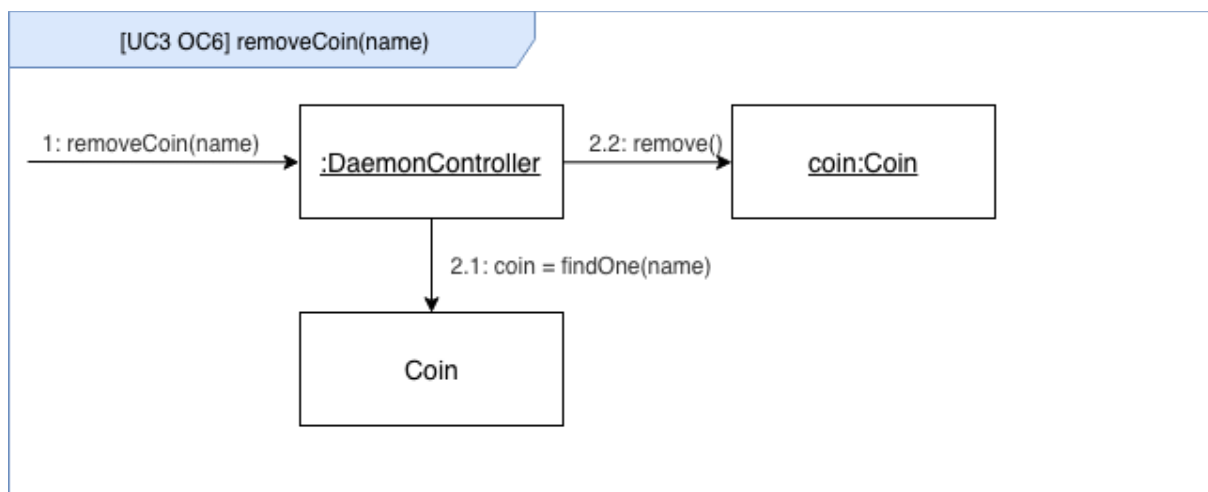 [UC3 OC6] removeCoin(name)
1: removeCoin(name)
:DaemonController
2.2: remove()
coin:Coin
2.1: coin = findOne(name)
Coin